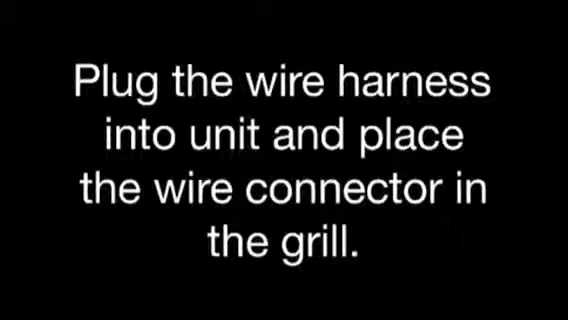 Plug the wire harness
into unit and place
the wire connector in
the grill.